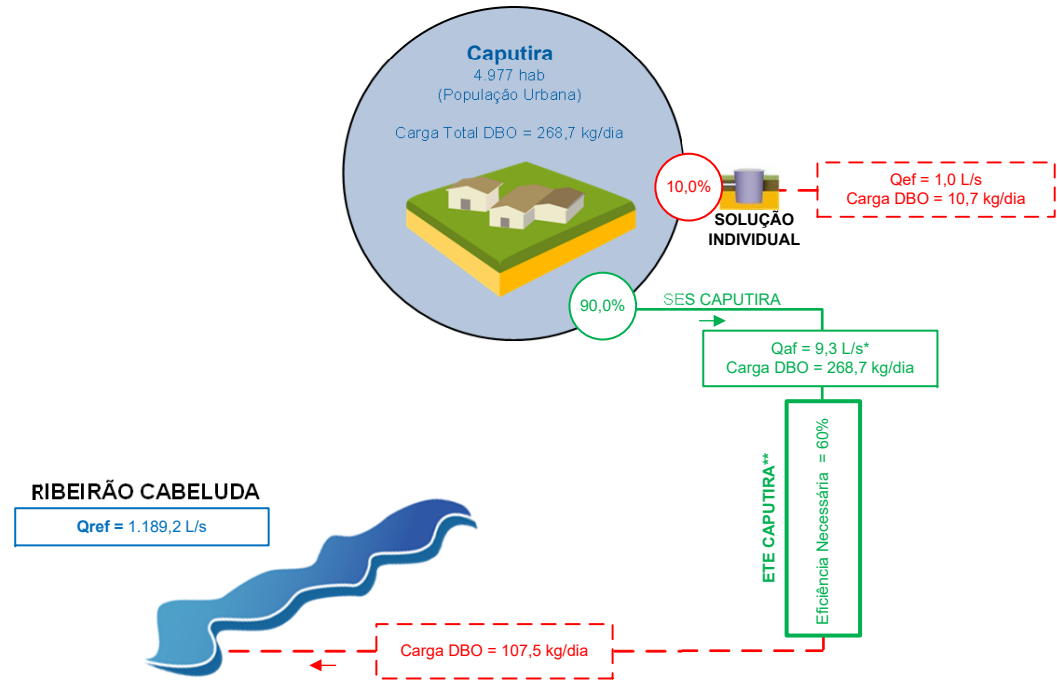 Caputira
4.977 hab
(População Urbana)
Carga Total DBO = 268,7 kg/dia
10,0%
SOLUÇÃO
INDIVIDUAL
Qef = 1,0 L/s
Carga DBO = 10,7 kg/dia
90,0%
SES CAPUTIRA
Qaf = 9,3 L/s*
Carga DBO = 268,7 kg/dia
ETE CAPUTIRA**
Eficiência Necessária = 60%
RIBEIRÃO CABELUDA
Qref = 1.189,2 L/s
Carga DBO = 107,5 kg/dia